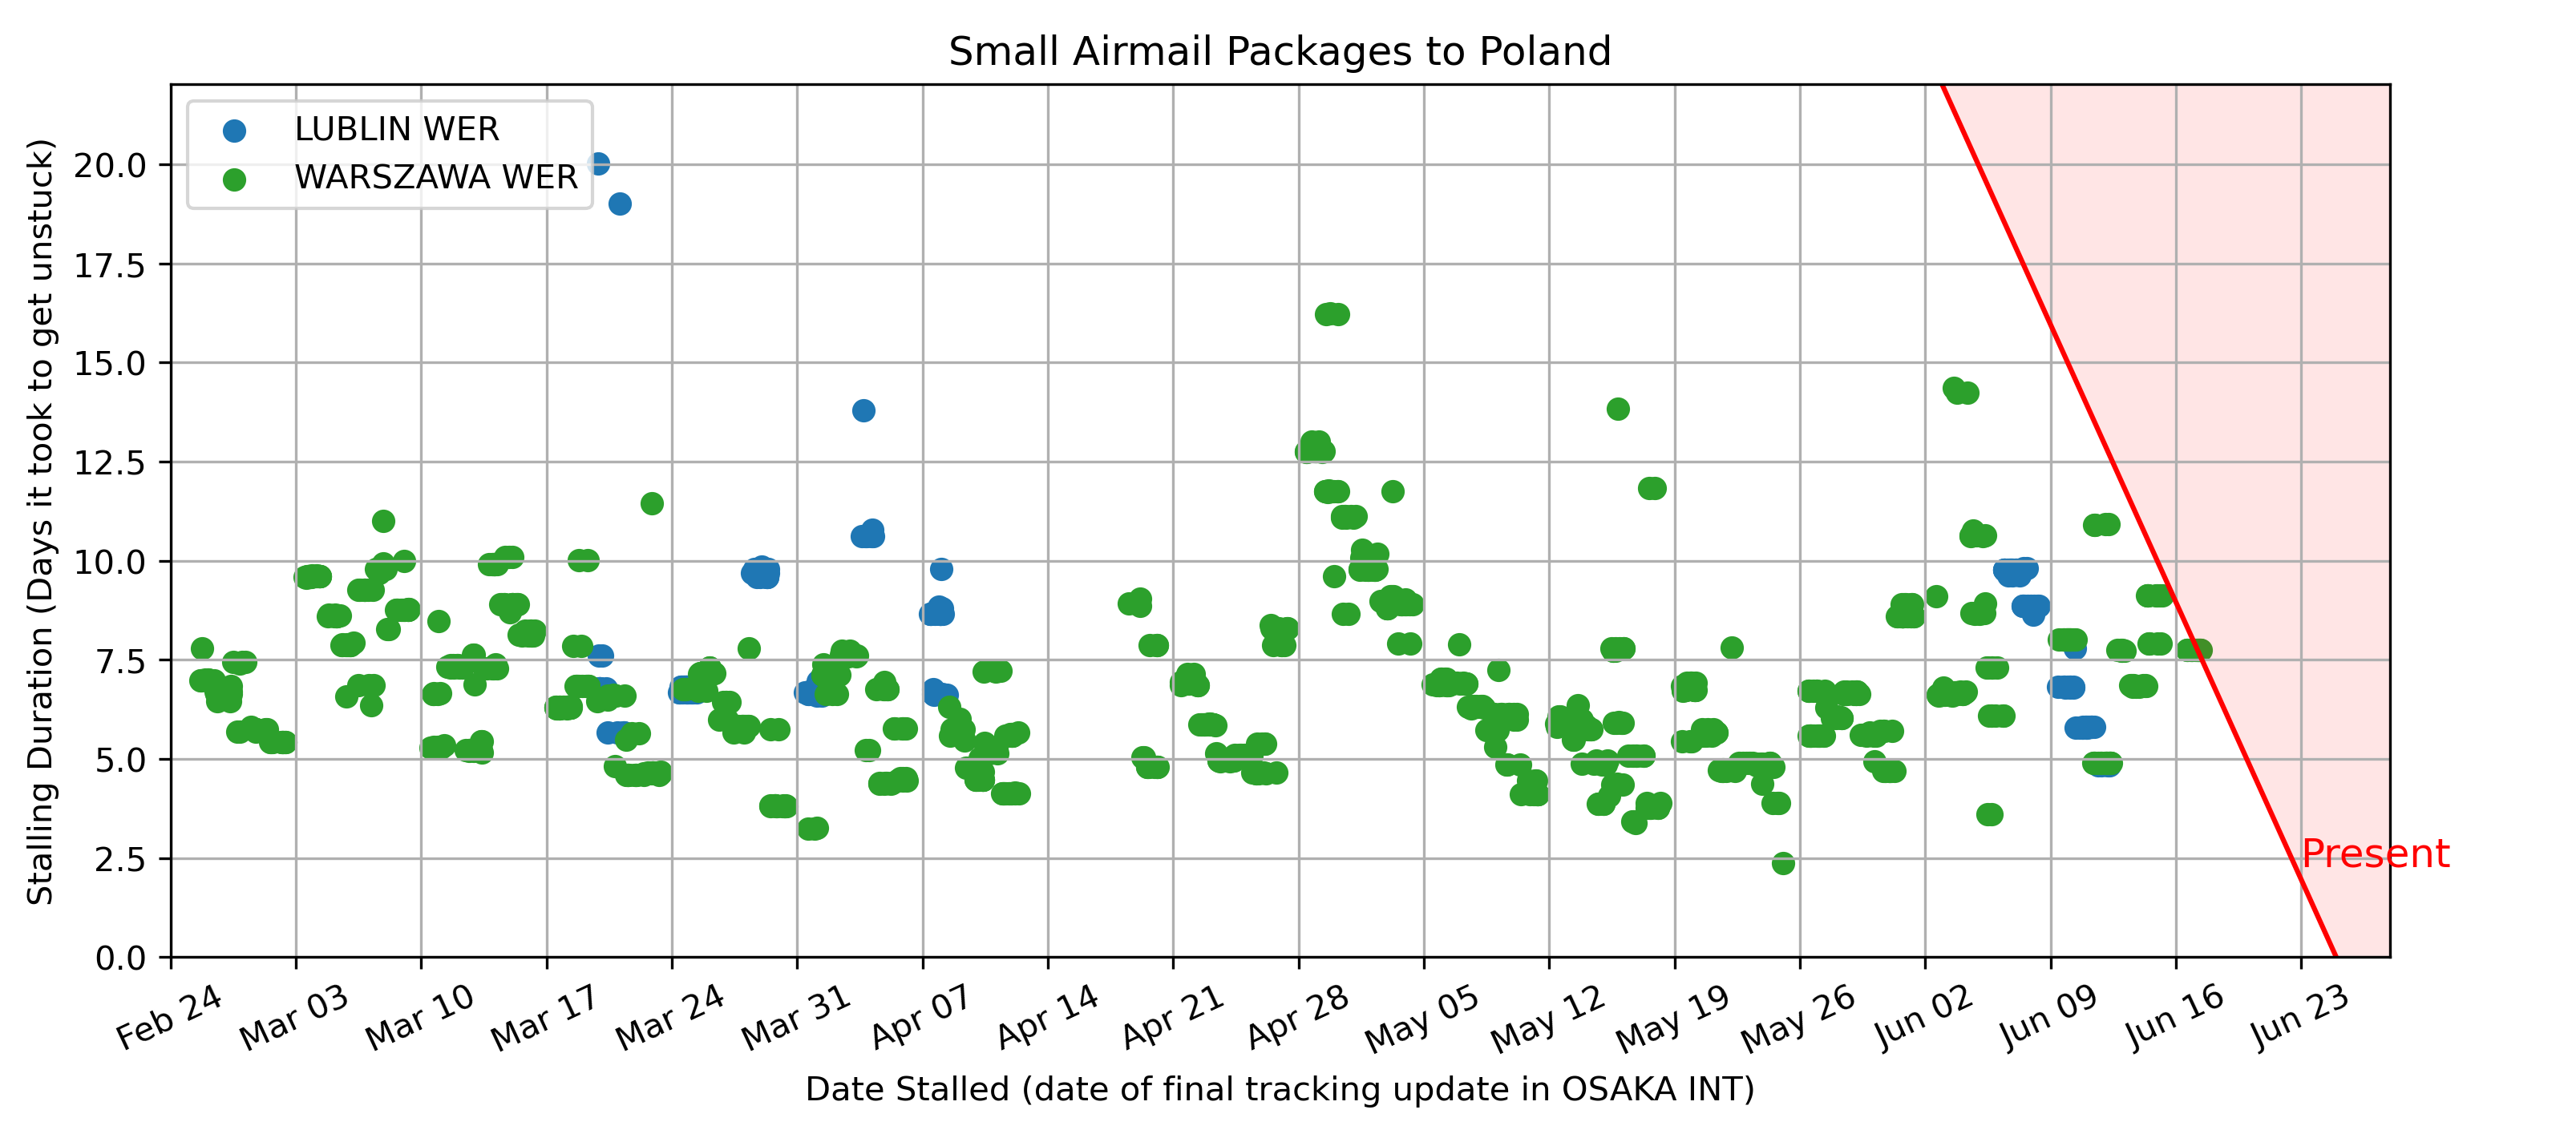 Small Airmail Packages to Poland
LUBLIN WER
WARSZAWA WER
Stalling Duration (Days it took to get unstuck)
20.0
17.5
15.0
12.5
10.0
7.5
5.0
2.5
0.0
Present
Feb 24
Mar 03
Mar 10
Mar 17
Mar 24
Mar 31
Apr 07
Apr 14
Apr 21
Apr 28
May 05
May 12
May 19
May 26
Jun 02
Jun 09
Jun 16
Jun 23
Date Stalled (date of final tracking update in OSAKA INT)